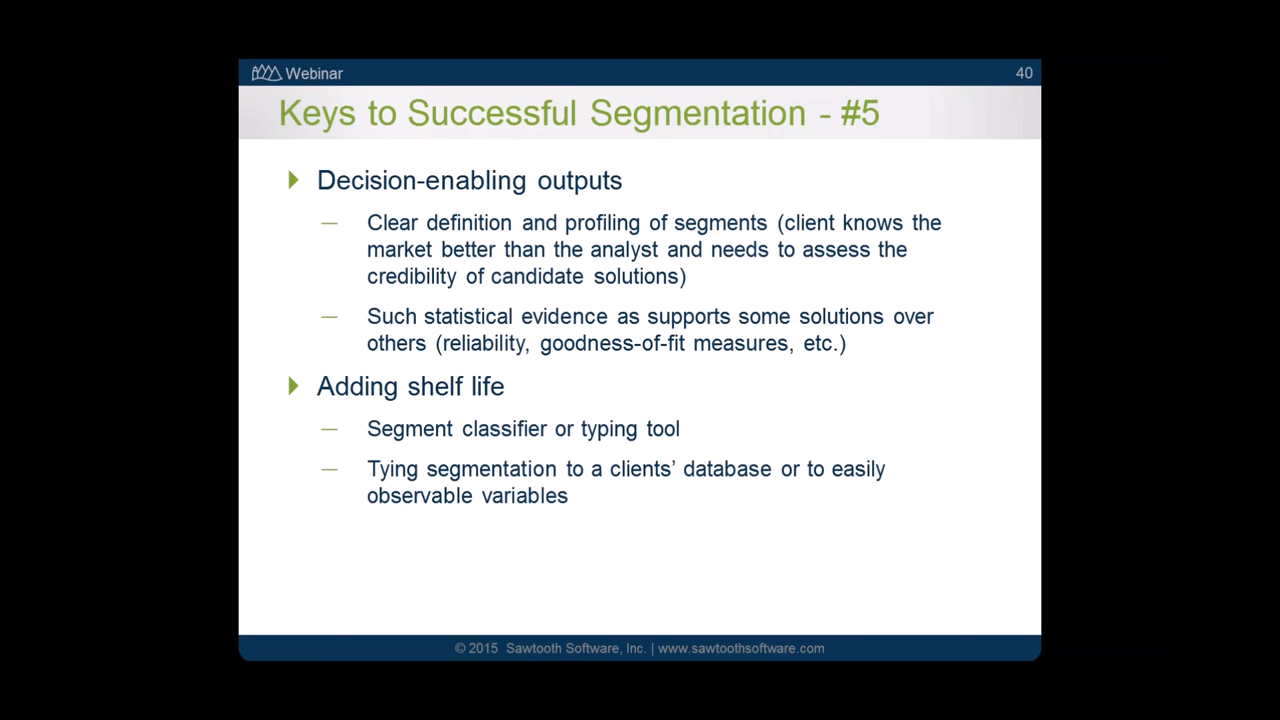 Webinar
40
Keys to Successful Segmentation - #5
Decision-enabling outputs
— Clear definition and profiling of segments (client knows the
market better than the analyst and needs to assess the
credibility of candidate solutions)
— Such statistical evidence as supports some solutions over
others (reliability, goodness-of-fit measures, etc.)
Adding shelf life
— Segment classifier or typing tool
— Tying segmentation to a clients’ database or to easily
observable variables
© 2015 Sawtooth Software, Inc. | www.sawtoothsoftware.com